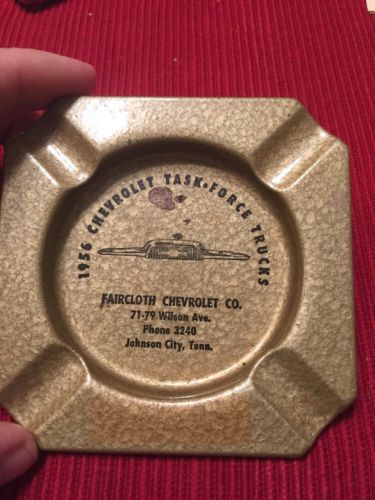 1956 CHEVROLET TASK-FORCE TRUCKS
FAIRCLOTH CHEVROLET CO.
71-79 Wilson Ave.
Phone 3240
Johnson City, Tenn.